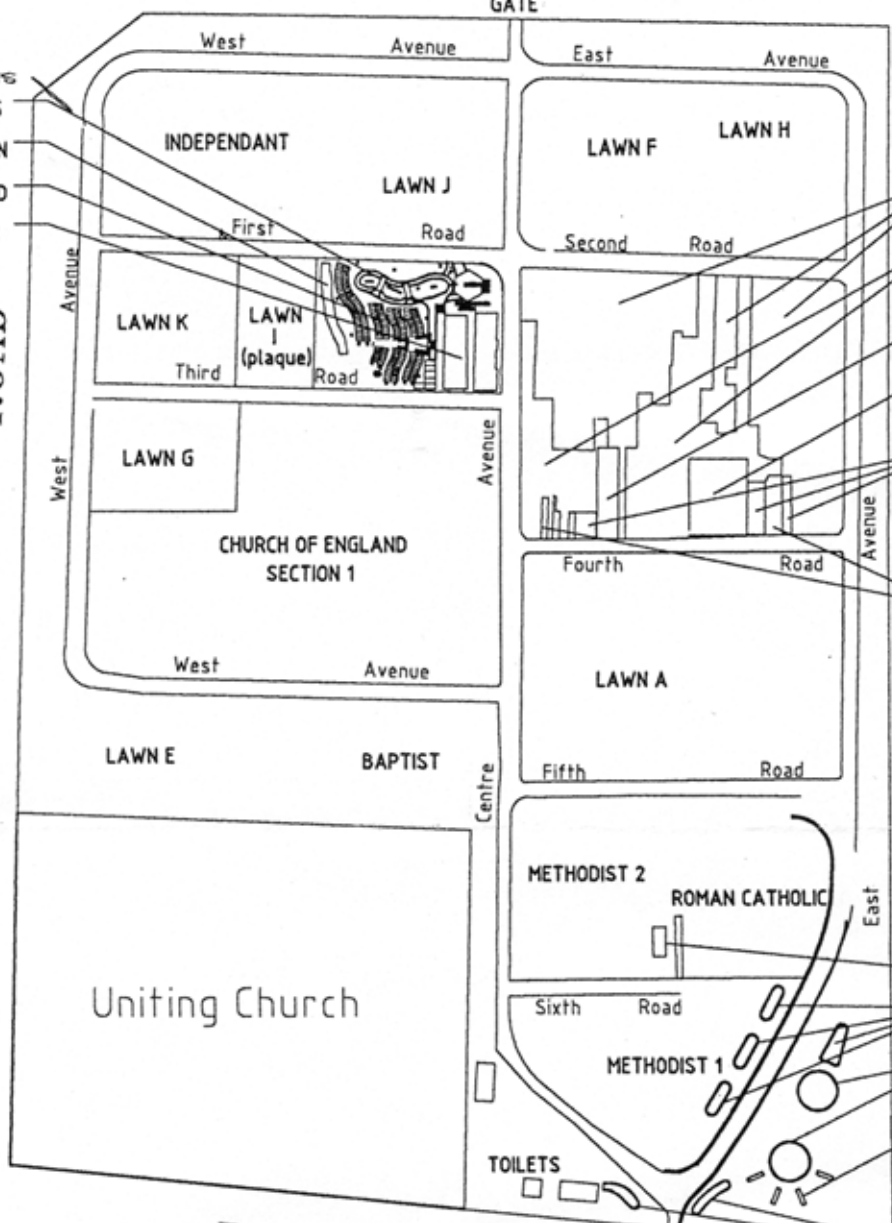 GATE
West Avenue
East Avenue
INDEPENDANT
LAWN J
LAWN F
LAWN H
First Road
Second Road
Avenue
LAWN K
LAWN
I
(plaque)
Third Road
LAWN G
West
Avenue
CHURCH OF ENGLAND
SECTION 1
Fourth Road
Avenue
West Avenue
LAWN A
LAWN E
BAPTIST
Centre
Fifth Road
METHODIST 2
ROMAN CATHOLIC
East
Uniting Church
Sixth Road
METHODIST 1
TOILETS